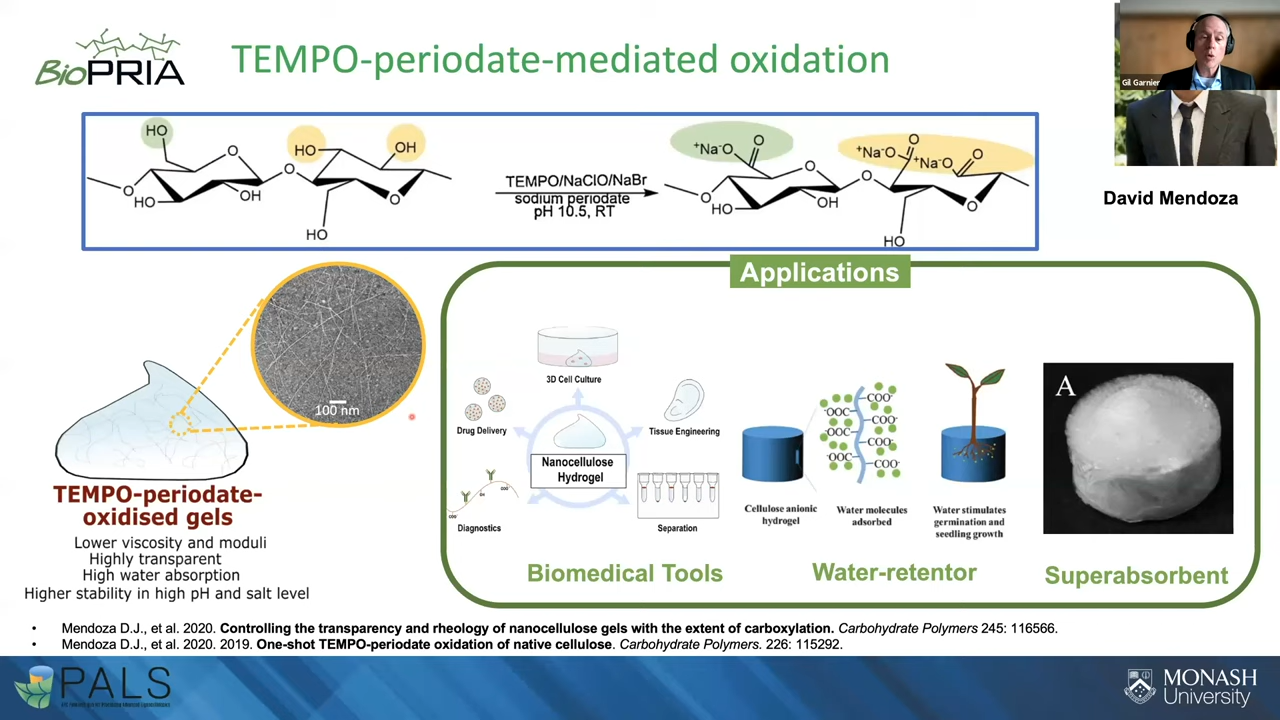 BioPRIA
TEMPO-periodate-mediated oxidation
Gil Garnier
David Mendoza
HO
HO
OH
O
O
O
HO
OH
O
HO
TEMPO/NaClO/NaBr
sodium periodate
pH 10.5, RT
⁺Na⁻O
O
⁺Na⁻O
O
⁺Na⁻O
O
O
O
O
HO
OH
O
HO
Applications
100 nm
TEMPO-periodate-
oxidised gels
Lower viscosity and moduli
Highly transparent
High water absorption
Higher stability in high pH and salt level
3D Cell Culture
Drug Delivery
Tissue Engineering
Nanocellulose
Hydrogel
COO⁻
OH
COO⁻
Diagnostics
Separation
Biomedical Tools
⁻OOC
⁻OOC
⁻OOC
COO⁻
COO⁻
COO⁻
COO⁻
Cellulose anionic
hydrogel
Water molecules
adsorbed
Water stimulates
germination and
seedling growth
Water-retentor
A
Superabsorbent
• Mendoza D.J., et al. 2020. Controlling the transparency and rheology of nanocellulose gels with the extent of carboxylation. Carbohydrate Polymers 245: 116566.
• Mendoza D.J., et al. 2020. 2019. One-shot TEMPO-periodate oxidation of native cellulose. Carbohydrate Polymers. 226: 115292.
PALS
MONASH
University